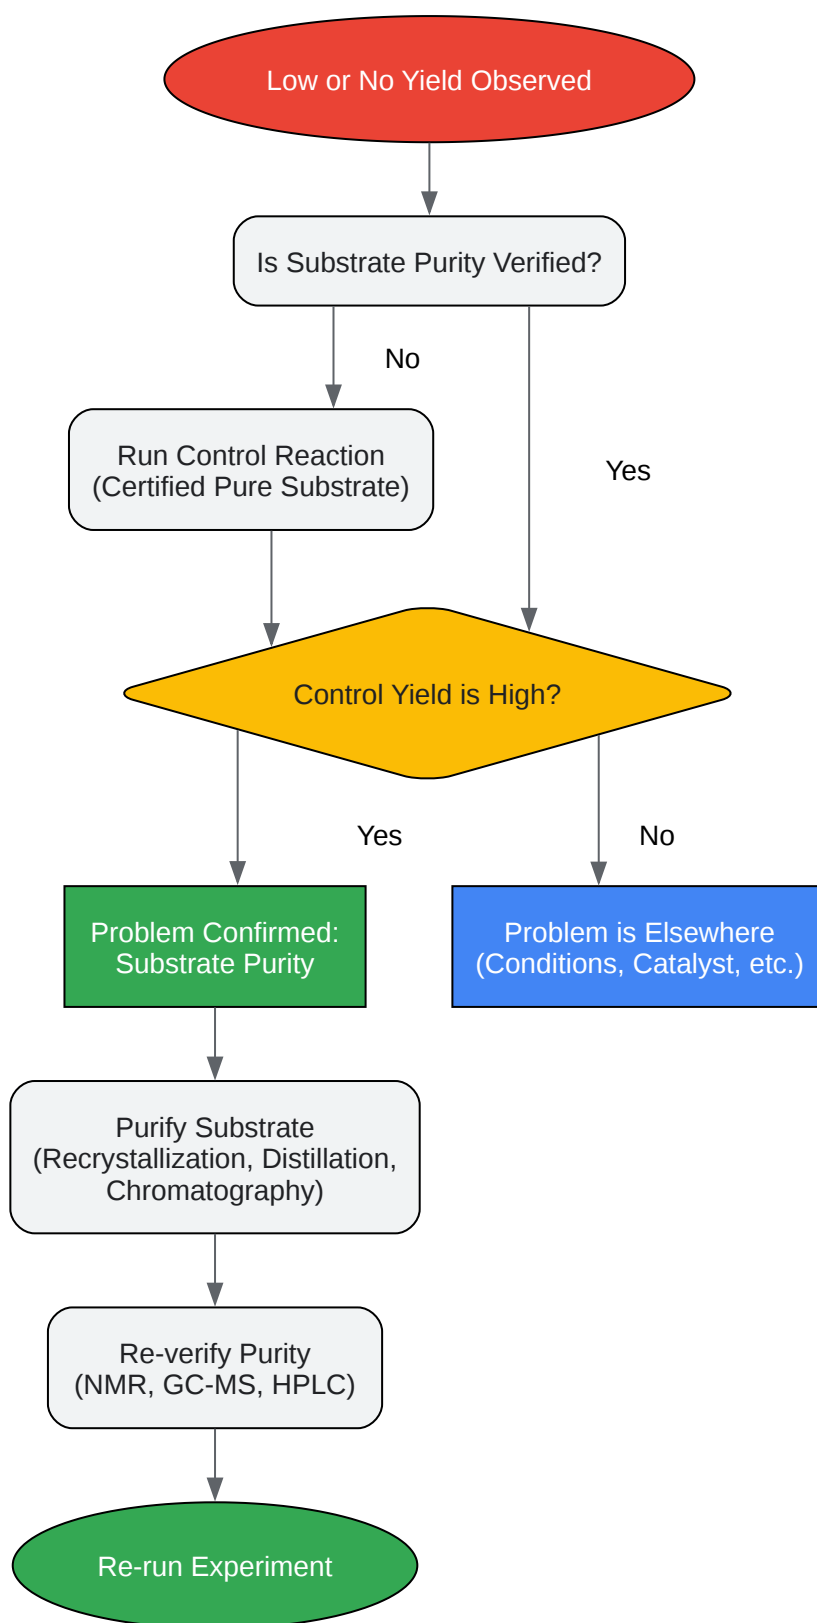 Low or No Yield Observed
Is Substrate Purity Verified?
No
Run Control Reaction
(Certified Pure Substrate)
Yes
Control Yield is High?
Yes
No
Problem Confirmed:
Substrate Purity
Problem is Elsewhere
(Conditions, Catalyst, etc.)
Purify Substrate
(Recrystallization, Distillation,
Chromatography)
Re-verify Purity
(NMR, GC-MS, HPLC)
Re-run Experiment